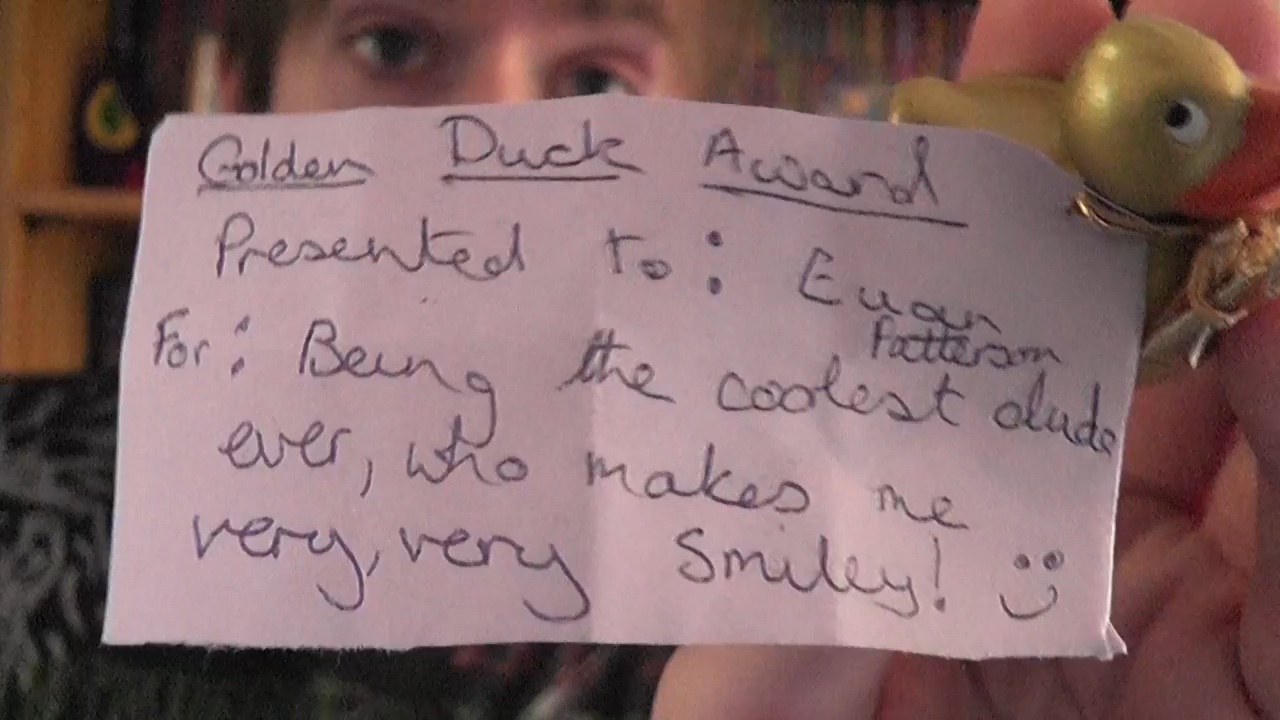 Golden Duck Award
Presented to: Euan
Patterson
For: Being the coolest dude
ever, who makes me
very, very Smiley! :)